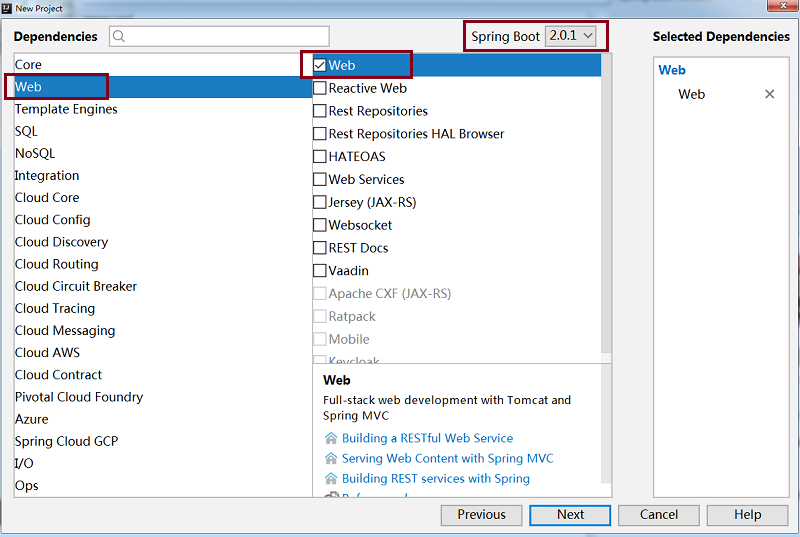 New Project
Dependencies
Spring Boot 2.0.1
Selected Dependencies
Core
Web
Template Engines
SQL
NoSQL
Integration
Cloud Core
Cloud Config
Cloud Discovery
Cloud Routing
Cloud Circuit Breaker
Cloud Tracing
Cloud Messaging
Cloud AWS
Cloud Contract
Pivotal Cloud Foundry
Azure
Spring Cloud GCP
I/O
Ops
Web
Reactive Web
Rest Repositories
Rest Repositories HAL Browser
HATEOAS
Web Services
Jersey (JAX-RS)
Websocket
REST Docs
Vaadin
Apache CXF (JAX-RS)
Ratpack
Mobile
Keycloak
Web
Full-stack web development with Tomcat and
Spring MVC
Building a RESTful Web Service
Serving Web Content with Spring MVC
Building REST services with Spring
Web
Web
Previous
Next
Cancel
Help